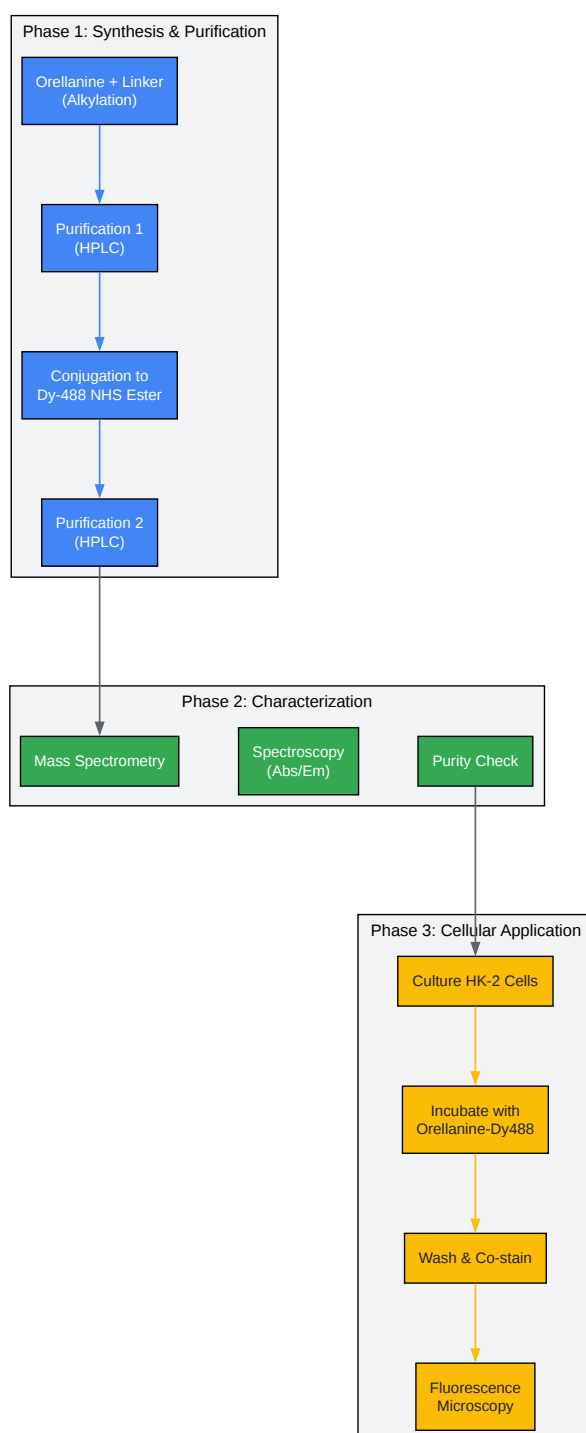 Phase 1: Synthesis & Purification
Orellanine + Linker
(Alkylation)
Purification 1
(HPLC)
Conjugation to
Dy-488 NHS Ester
Purification 2
(HPLC)
Phase 2: Characterization
Mass Spectrometry
Spectroscopy
(Abs/Em)
Purity Check
Phase 3: Cellular Application
Culture HK-2 Cells
Incubate with
Orellanine-Dy488
Wash & Co-stain
Fluorescence
Microscopy